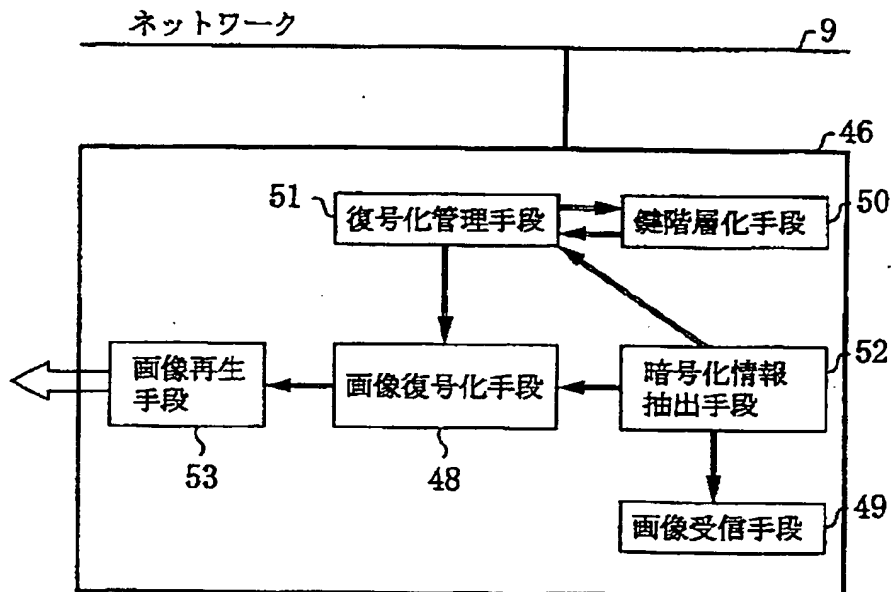 ネットワーク
9
46
51
復号化管理手段
鍵階層化手段
50
画像再生
手段
画像復号化手段
暗号化情報
抽出手段
52
53
48
画像受信手段
49